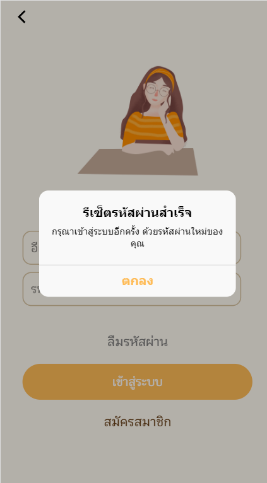 รีเซ็ตรหัสผ่านสำเร็จ
กรุณาเข้าสู่ระบบอีกครั้ง ด้วยรหัสผ่านใหม่ของ
คุณ
ตกลง
ลืมรหัสผ่าน
เข้าสู่ระบบ
สมัครสมาชิก